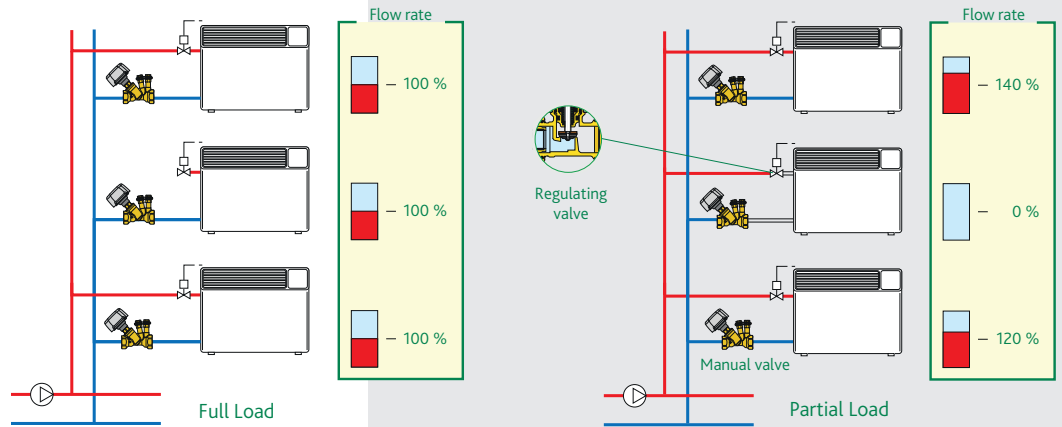 Flow rate
– 100 %
– 100 %
– 100 %
Full Load
Flow rate
– 140 %
– 0 %
– 120 %
Regulating
valve
Manual valve
Partial Load